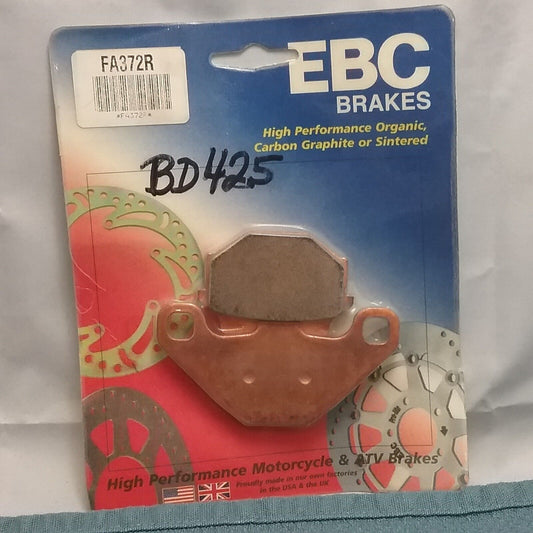 FA372R
*FA372R*
EBC
BRAKES
High Performance Organic,
Carbon Graphite or Sintered
BD425
High Performance Motorcycle & ATV Brakes
Proudly made in our own factories
in the USA & the UK